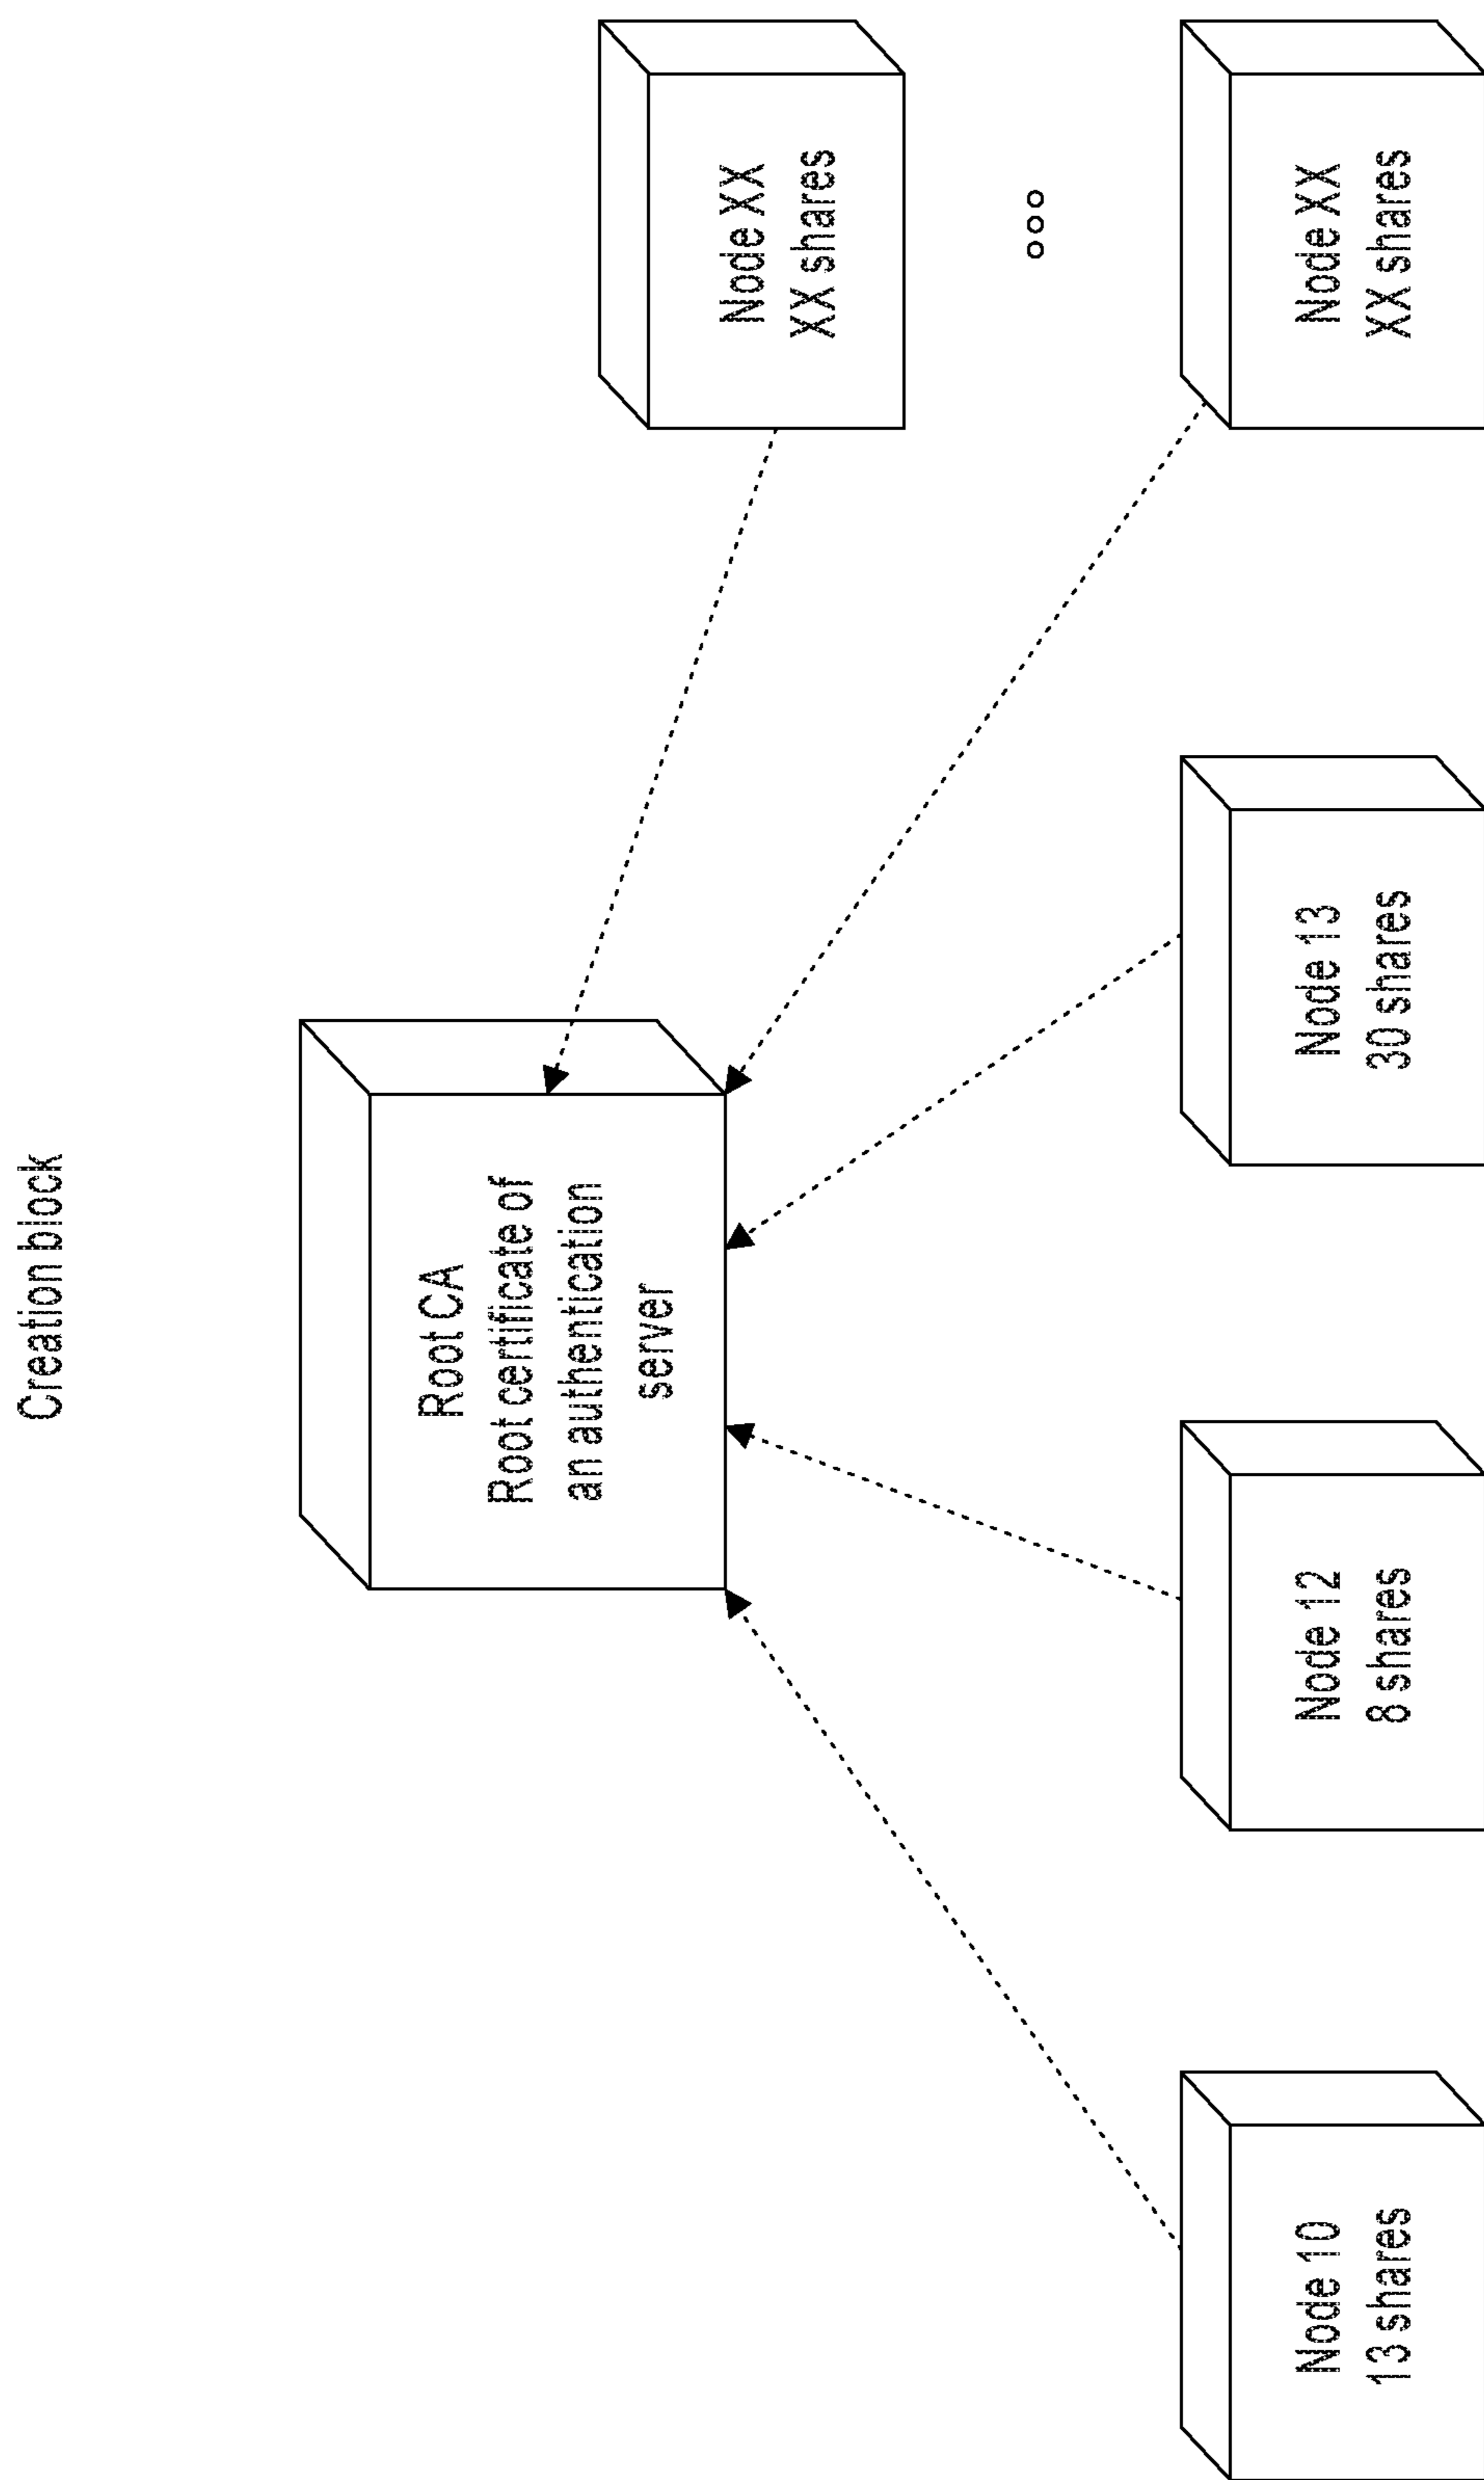 Creation block
Root CA
Root certificate of
an authentication
server
Node XX
XX shares
Node 10
13 shares
Node 12
8 shares
Node 13
30 shares
Node XX
XX shares